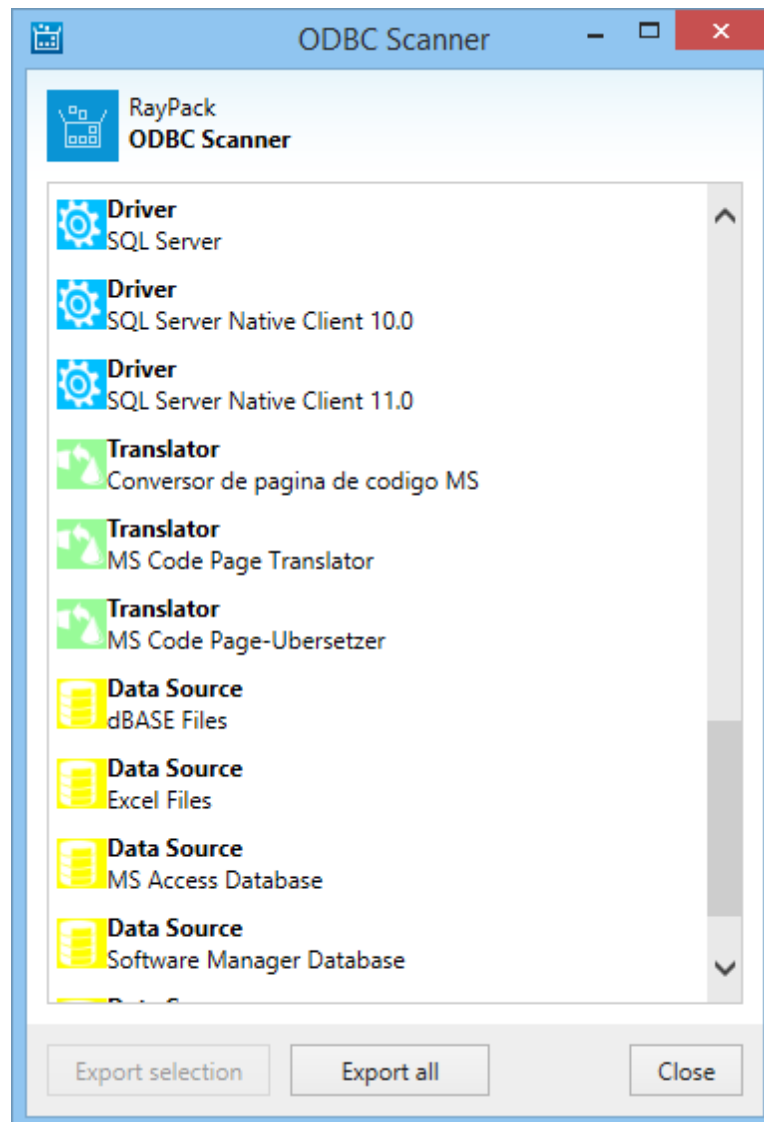 ODBC Scanner
RayPack
ODBC Scanner
Driver
SQL Server
Driver
SQL Server Native Client 10.0
Driver
SQL Server Native Client 11.0
Translator
Conversor de pagina de codigo MS
Translator
MS Code Page Translator
Translator
MS Code Page-Ubersetzer
Data Source
dBASE Files
Data Source
Excel Files
Data Source
MS Access Database
Data Source
Software Manager Database
Export selection
Export all
Close